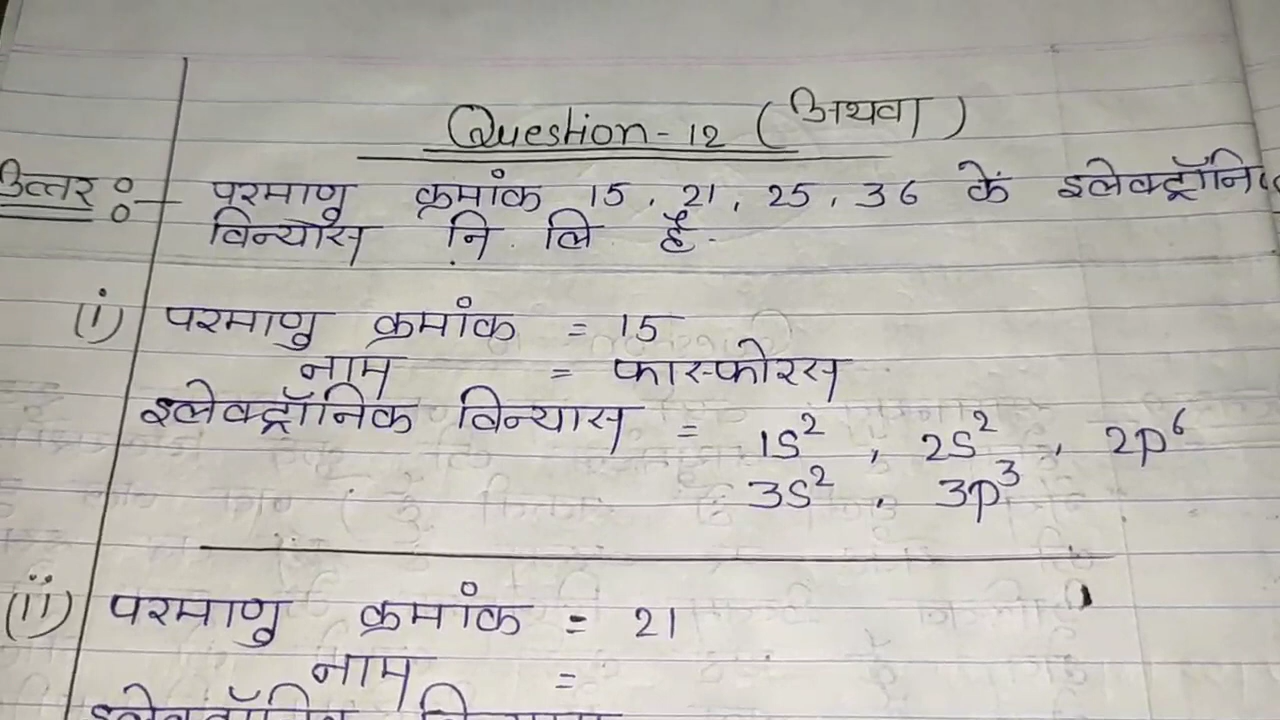 Question-12 (अथवा)
उत्तर :- परमाणु क्रमांक 15, 21, 25, 36 के इलेक्ट्रॉनिक
विन्यास नि. लि है.
(i) परमाणु क्रमांक = 15
नाम = फास्फोरस
इलेक्ट्रॉनिक विन्यास = 1s², 2s², 2p⁶
3s², 3p³
(ii) परमाणु क्रमांक = 21
नाम =
इलेक्ट्रॉनिक विन्यास